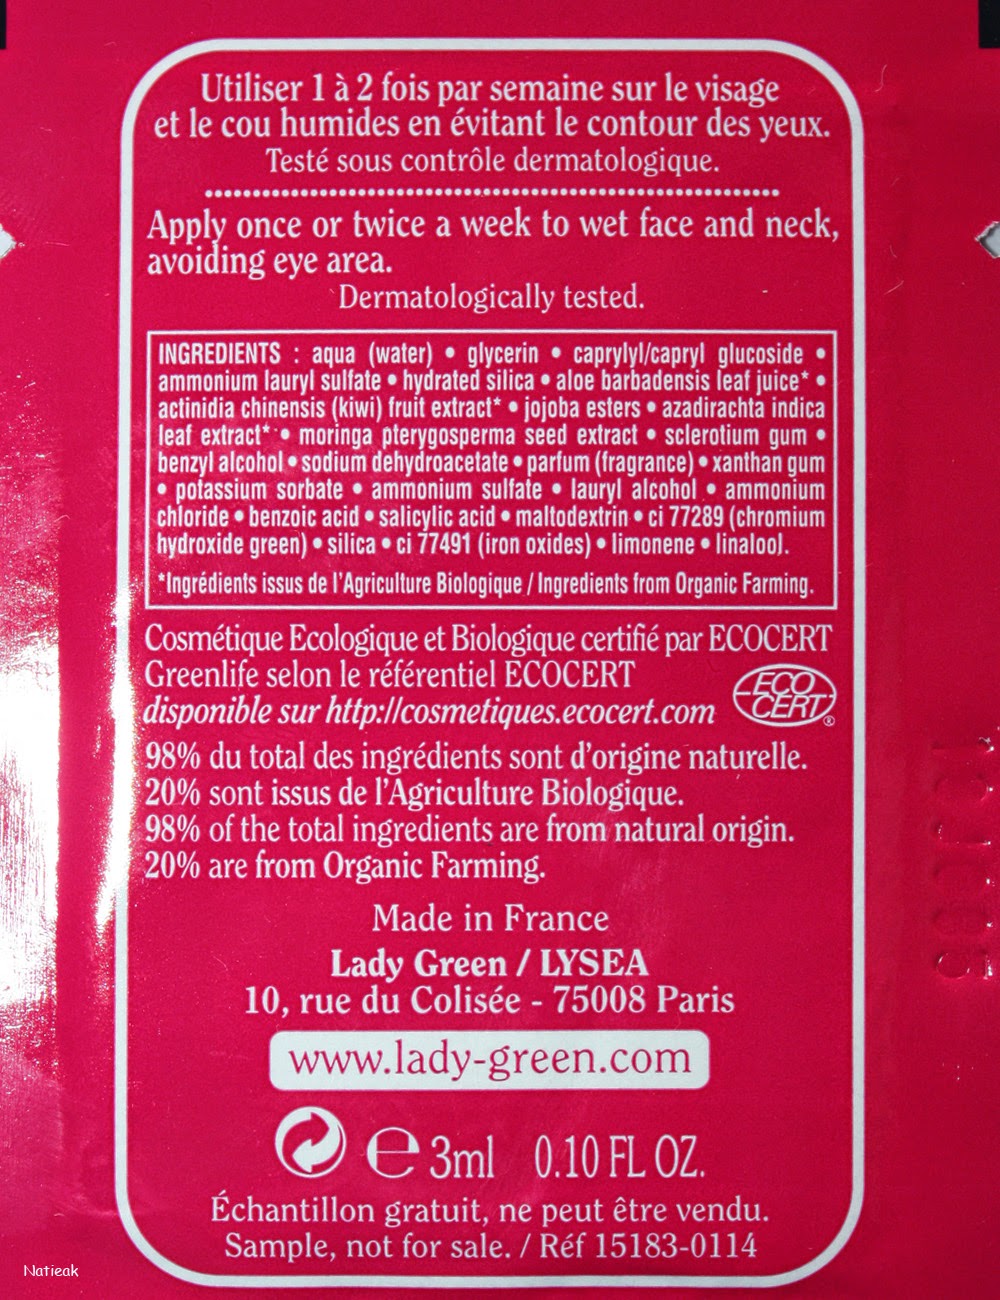 Utiliser 1 à 2 fois par semaine sur le visage
et le cou humides en évitant le contour des yeux.
Testé sous contrôle dermatologique.
Apply once or twice a week to wet face and neck,
avoiding eye area.
Dermatologically tested.
INGREDIENTS : aqua (water) • glycerin • caprylyl/capryl glucoside •
ammonium lauryl sulfate • hydrated silica • aloe barbadensis leaf juice* •
actinidia chinensis (kiwi) fruit extract* • jojoba esters • azadirachta indica
leaf extract* • moringa pterygosperma seed extract • sclerotium gum •
benzyl alcohol • sodium dehydroacetate • parfum (fragrance) • xanthan gum
• potassium sorbate • ammonium sulfate • lauryl alcohol • ammonium
chloride • benzoic acid • salicylic acid • maltodextrin • ci 77289 (chromium
hydroxide green) • silica • ci 77491 (iron oxides) • limonene • linalool.
*Ingrédients issus de l'Agriculture Biologique / Ingredients from Organic Farming.
Cosmétique Ecologique et Biologique certifié par ECOCERT
Greenlife selon le référentiel ECOCERT
disponible sur http://cosmetiques.ecocert.com
ECO
CERT®
98% du total des ingrédients sont d'origine naturelle.
20% sont issus de l'Agriculture Biologique.
98% of the total ingredients are from natural origin.
20% are from Organic Farming.
Made in France
Lady Green / LYSEA
10, rue du Colisée - 75008 Paris
www.lady-green.com
e 3ml 0.10 FL OZ.
Échantillon gratuit, ne peut être vendu.
Sample, not for sale. / Réf 15183-0114
Natieak